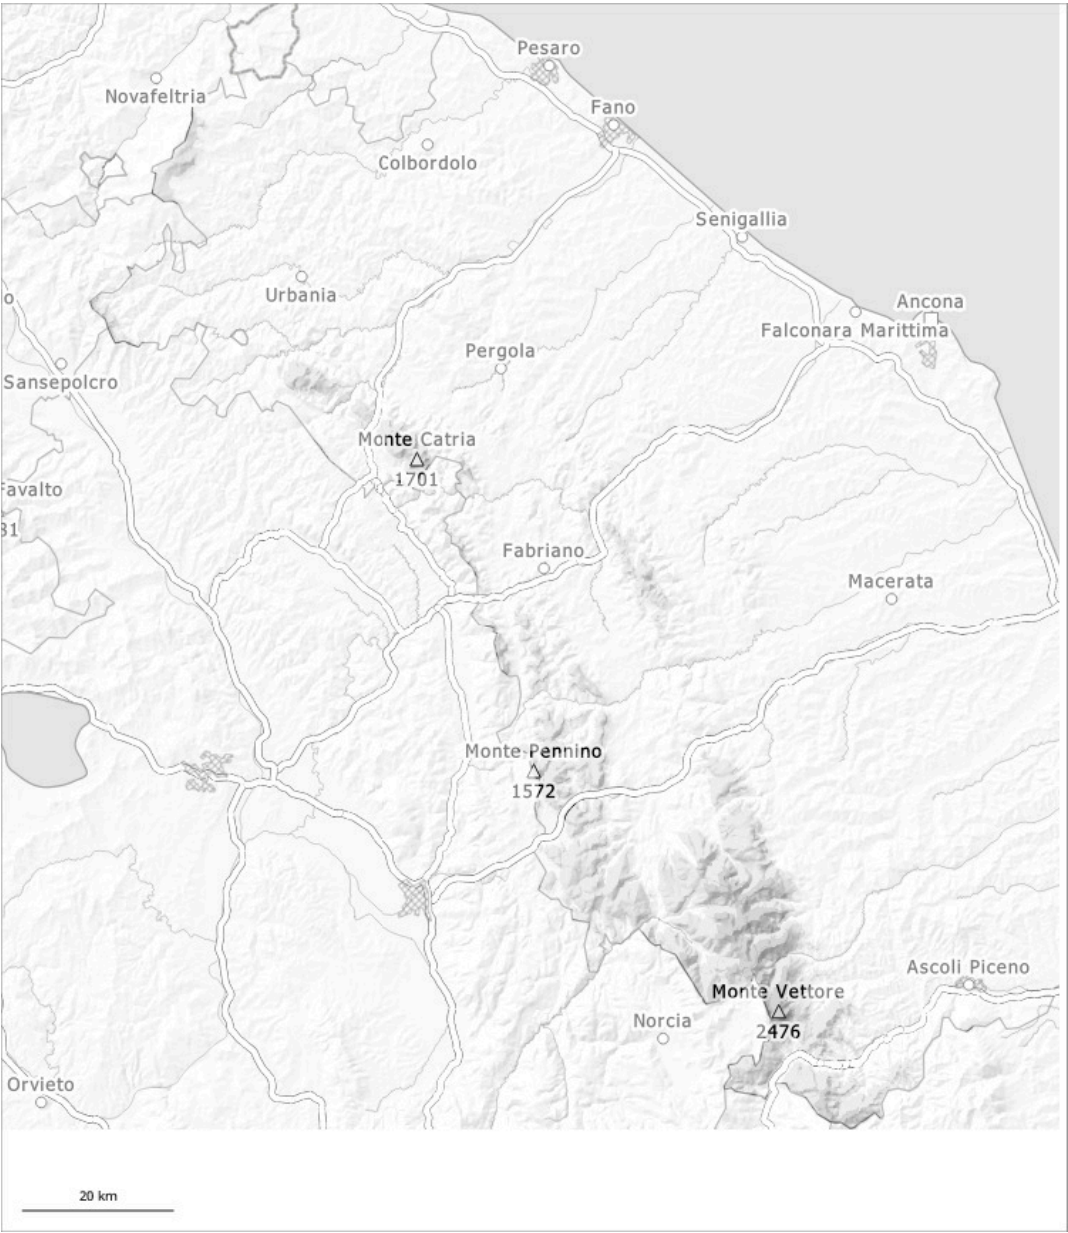 Pesaro
Novafeltria
Fano
Colbordolo
Senigallia
Urbania
Ancona
Falconara Marittima
Pergola
Sansepolcro
Monte Catria
1701
Favalto
Fabriano
Macerata
Monte Pennino
1572
Ascoli Piceno
Monte Vettore
Norcia
2476
Orvieto
20 km